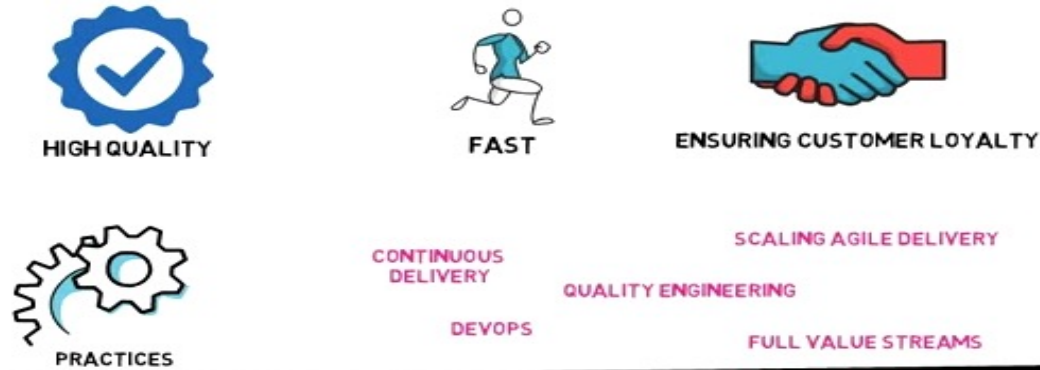 HIGH QUALITY
FAST
ENSURING CUSTOMER LOYALTY
CONTINUOUS
DELIVERY
SCALING AGILE DELIVERY
QUALITY ENGINEERING
DEVOPS
FULL VALUE STREAMS
PRACTICES